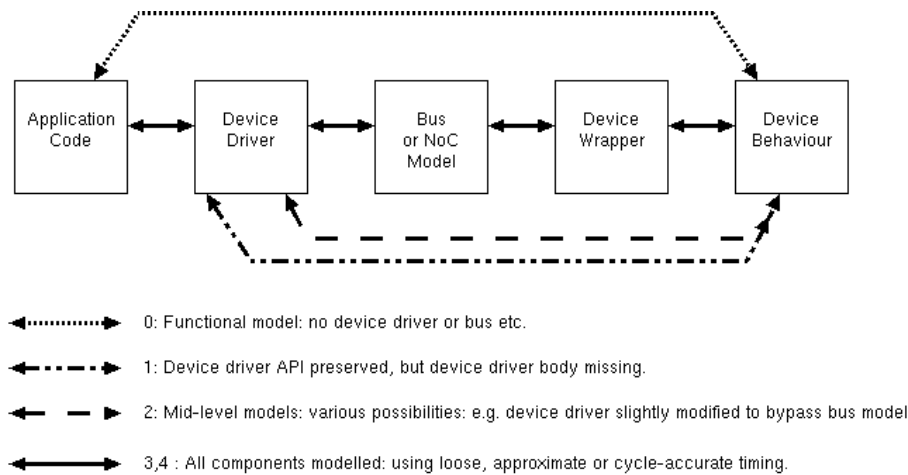 Application
Code
Device
Driver
Bus
or NoC
Model
Device
Wrapper
Device
Behaviour
0: Functional model: no device driver or bus etc.
1: Device driver API preserved, but device driver body missing.
2: Mid-level models: various possibilities: e.g. device driver slightly modified to bypass bus model
3,4 : All components modelled: using loose, approximate or cycle-accurate timing.